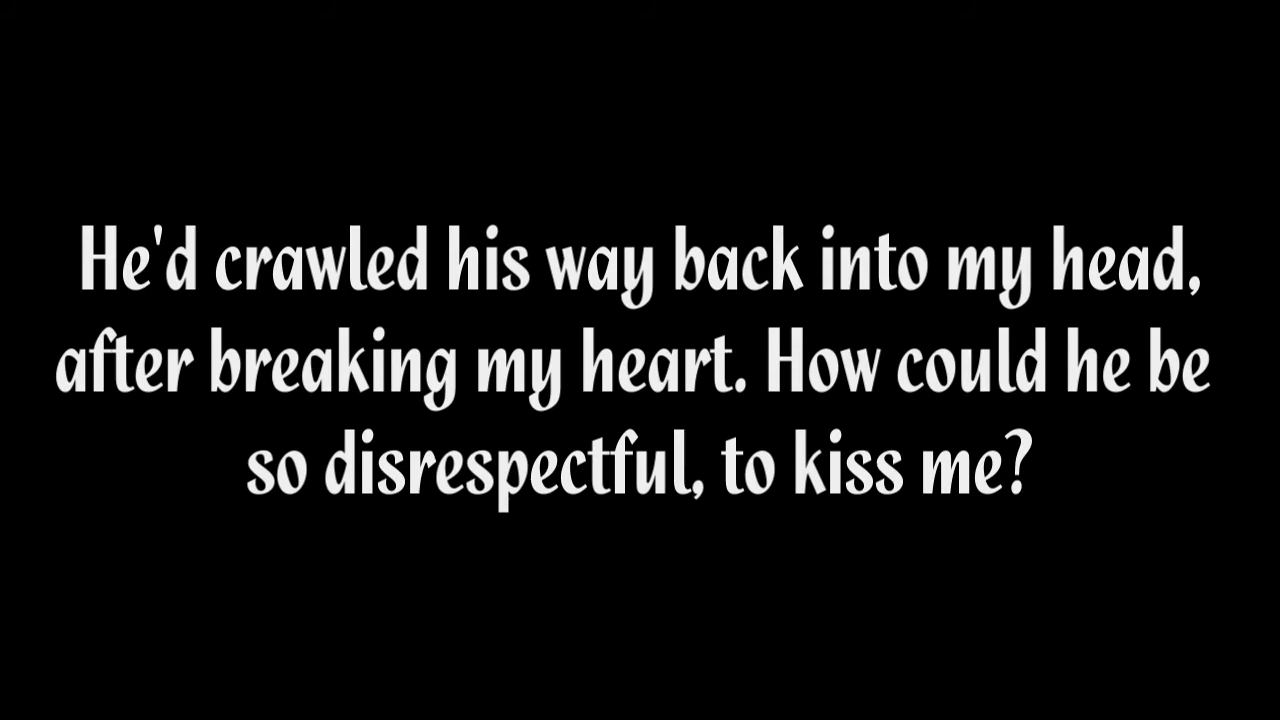 He'd crawled his way back into my head,
after breaking my heart. How could he be
so disrespectful, to kiss me?